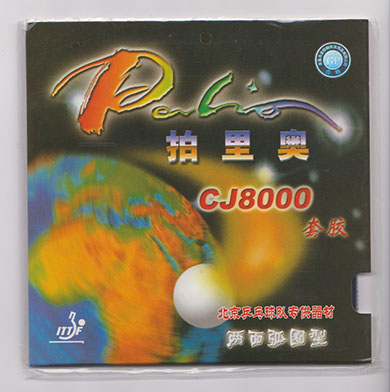 Palio
拍里奥
CJ8000
套胶
北京乒乓球队专供器材
两面弧圈型
ITTF